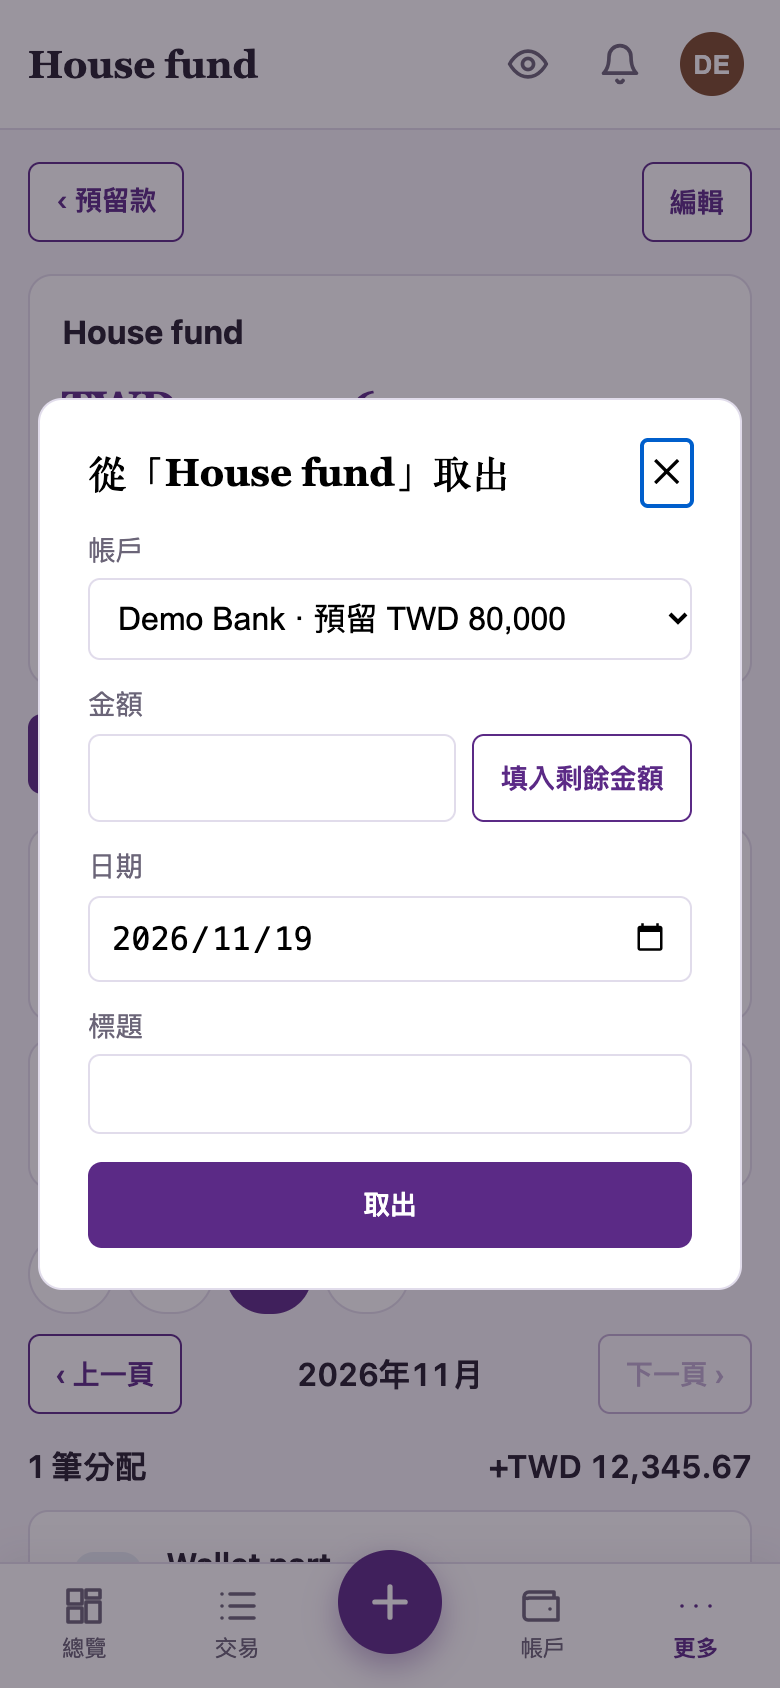 House fund
DE
‹ 預留款
編輯
House fund
從「House fund」取出
帳戶
Demo Bank · 預留 TWD 80,000
金額
填入剩餘金額
日期
2026/11/19
標題
取出
‹ 上一頁
2026年11月
下一頁 ›
1 筆分配
+TWD 12,345.67
Wallet part
總覽
交易
帳戶
更多